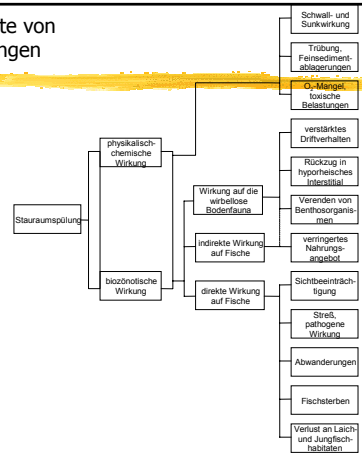 te von
ngen
Schwall- und
Sunkwirkung
Trübung,
Feinsediment-
ablagerungen
O₂-Mangel,
toxische
Belastungen
physikalisch-
chemische
Wirkung
verstärktes
Driftverhalten
Wirkung auf die
wirbellose
Bodenfauna
Rückzug in
hyporheisches
Interstitial
Stauraumspülung
Verenden von
Benthosorganis-
men
indirekte Wirkung
auf Fische
verringertes
Nahrungs-
angebot
biozönotische
Wirkung
direkte Wirkung
auf Fische
Sichtbeeinträch-
tigung
Streß,
pathogene
Wirkung
Abwanderungen
Fischsterben
Verlust an Laich-
und Jungfisch-
habitaten